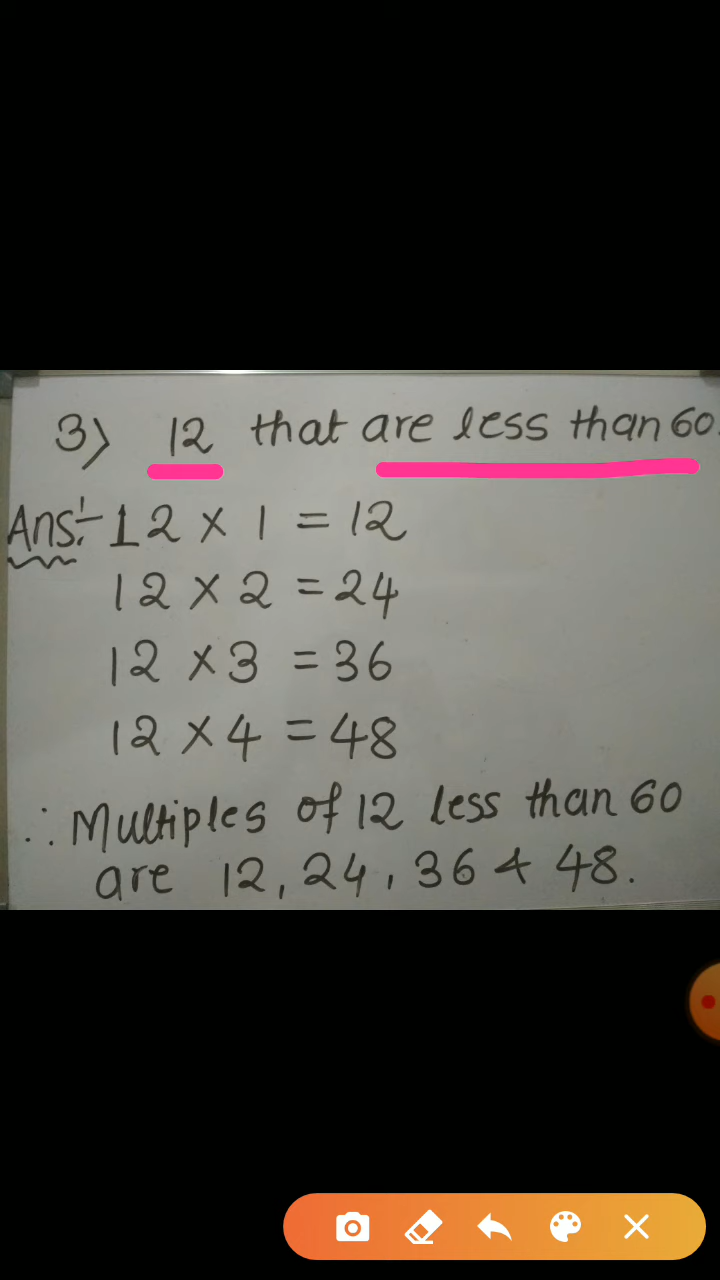 3) 12 that are less than 60.
Ans:- 12 × 1 = 12
12 × 2 = 24
12 × 3 = 36
12 × 4 = 48
∴ Multiples of 12 less than 60
are 12, 24, 36 & 48.